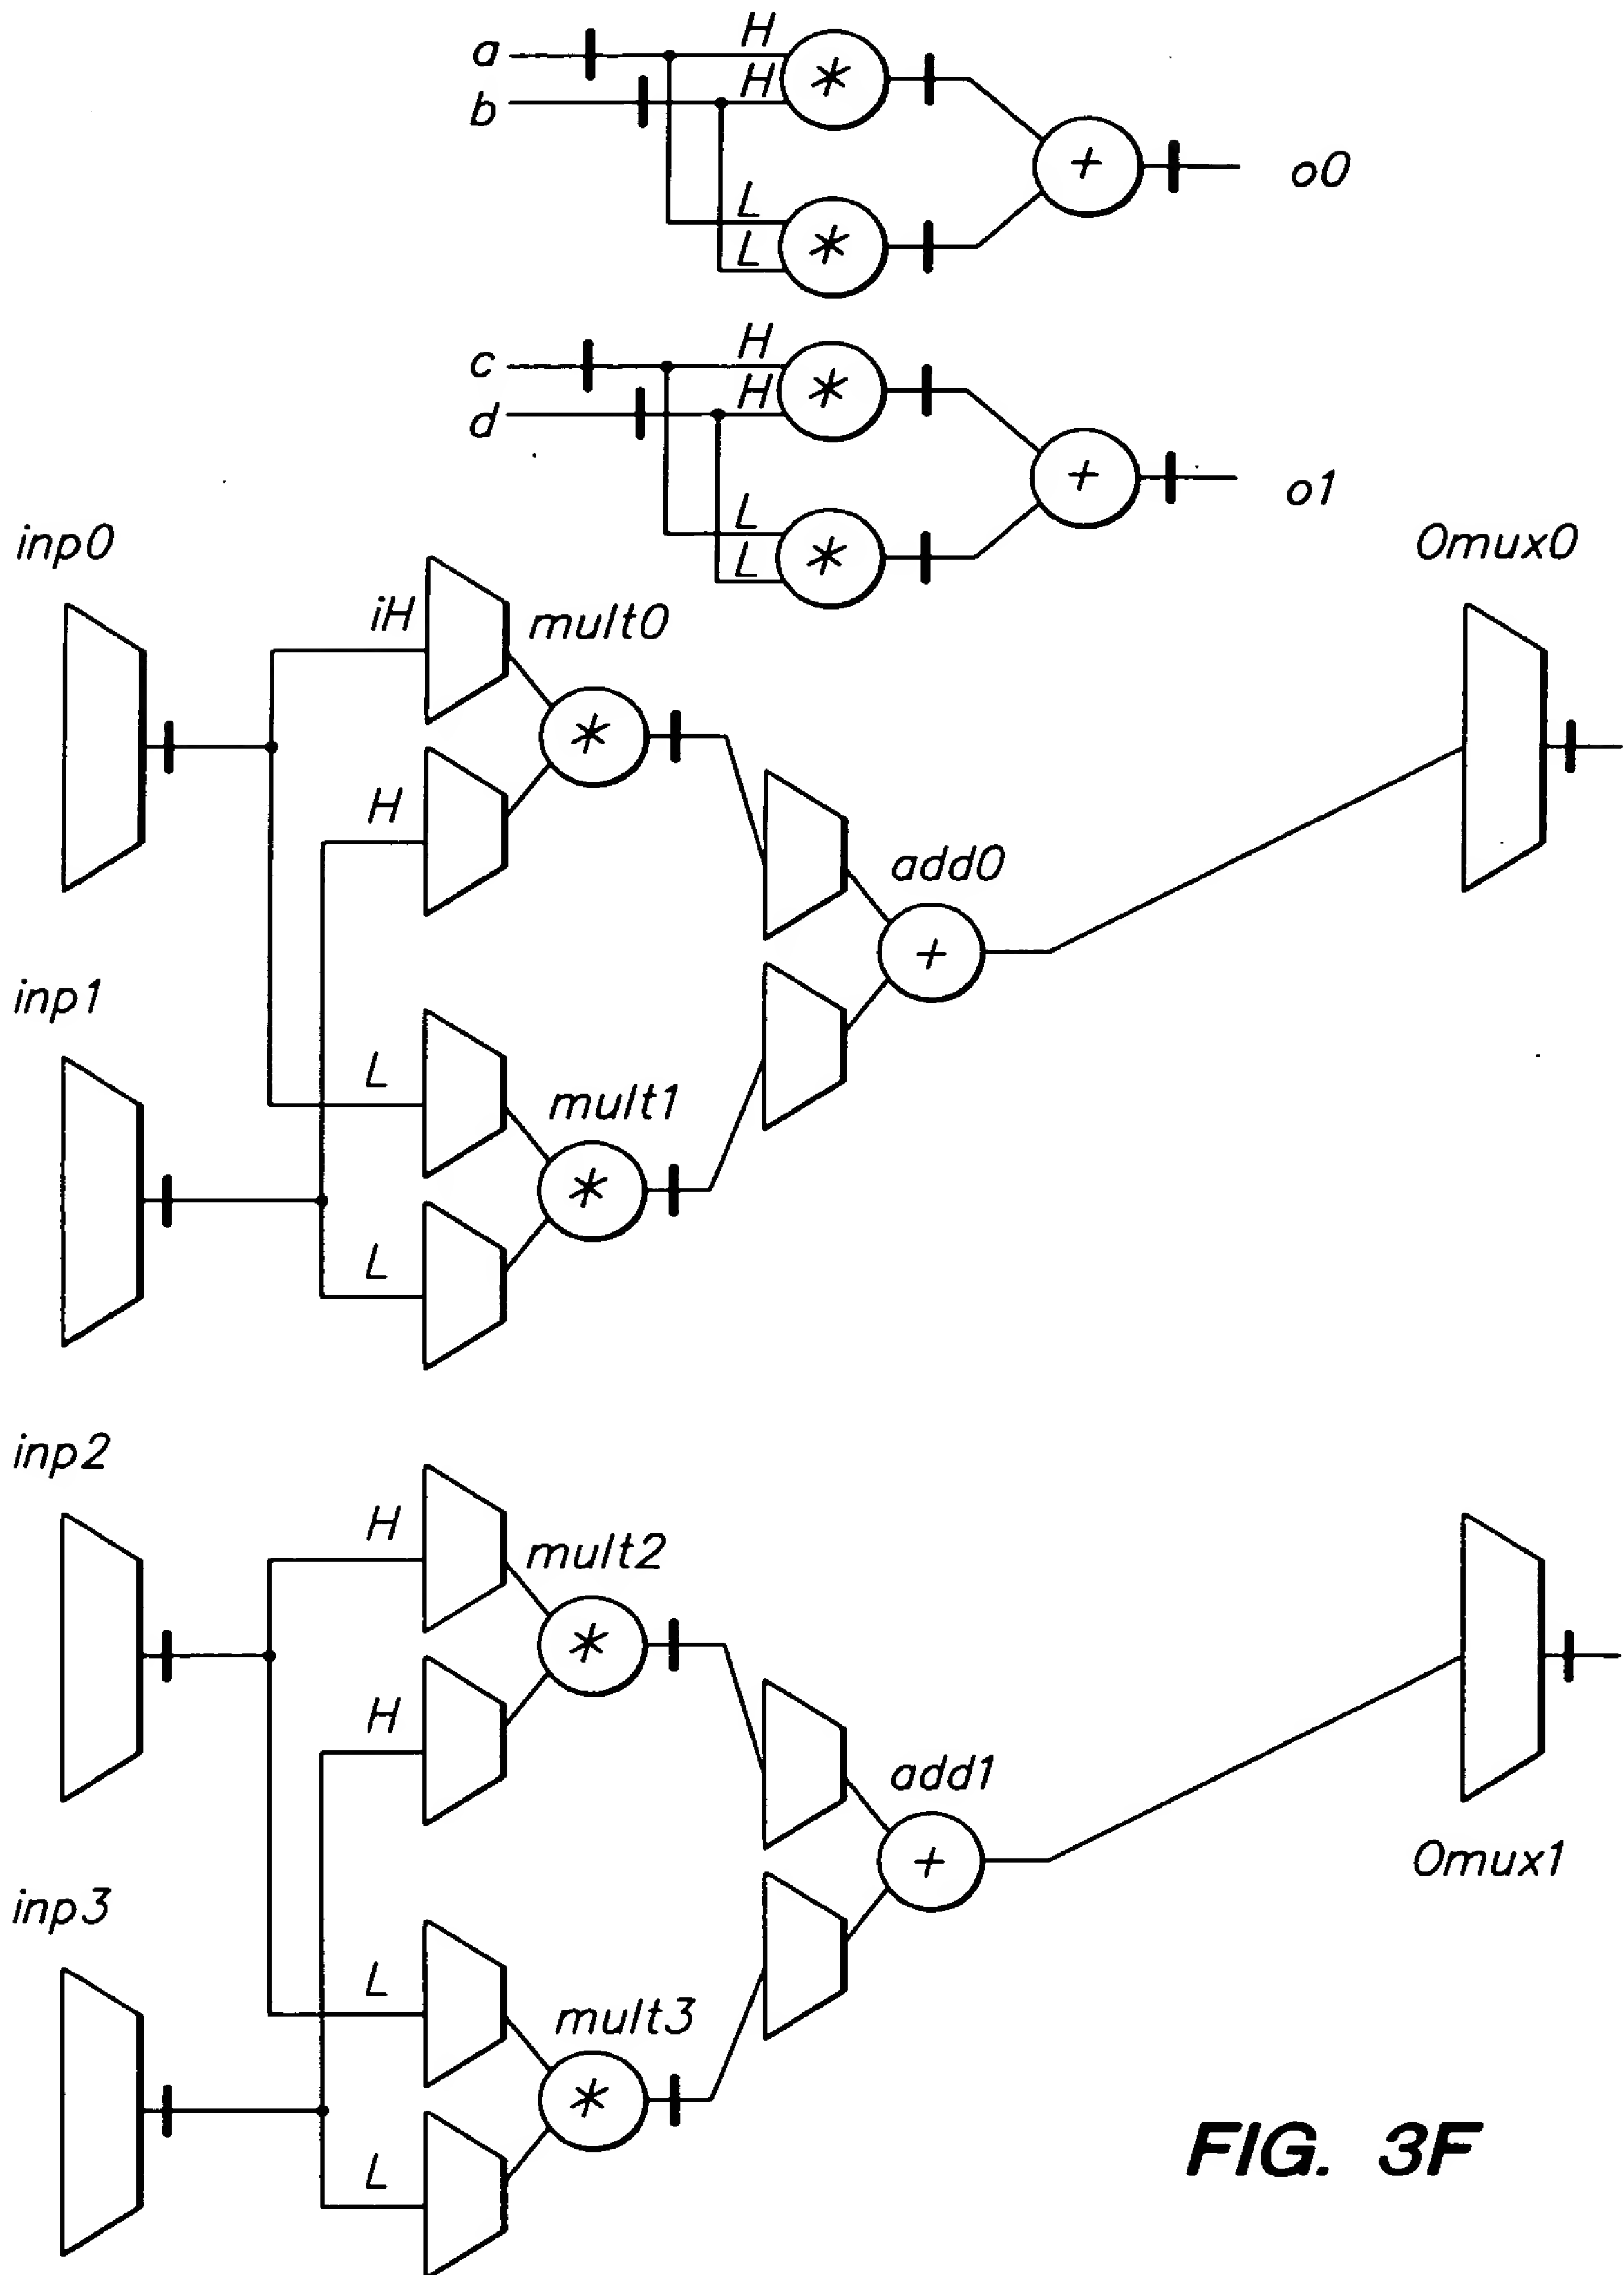 a
H
*
b
H
+
o0
L
*
L
c
H
*
d
H
+
o1
L
*
L
inp0
Omux0
iH
mult0
*
H
add0
+
inp1
L
mult1
*
L
inp2
H
mult2
*
H
add1
+
Omux1
inp3
L
mult3
*
L
FIG. 3F